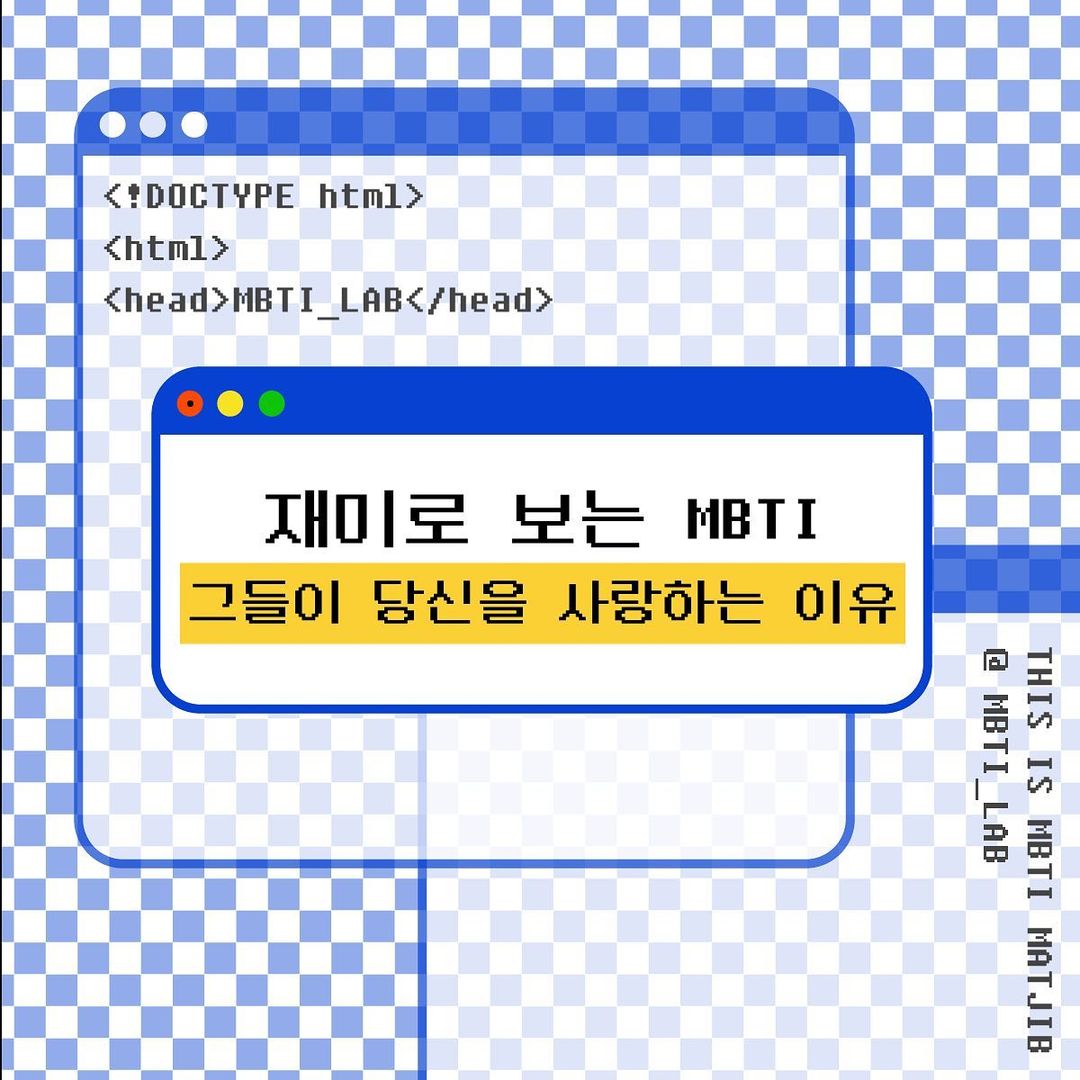 <!DOCTYPE html>
<html>
<head>MBTI_LAB</head>
재미로 보는 MBTI
그들이 당신을 사랑하는 이유
THIS IS MBTI MATJIB
@ MBTI_LAB